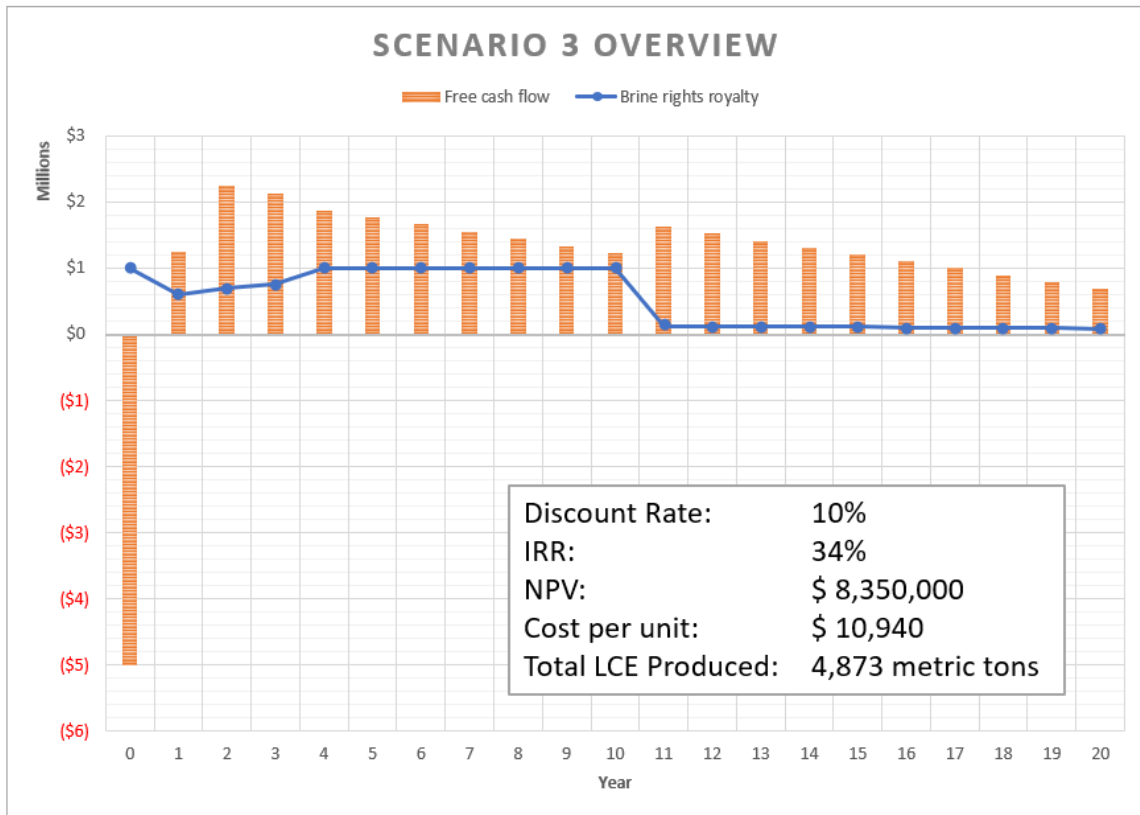 SCENARIO 3 OVERVIEW
Free cash flow Brine rights royalty
Millions
$3
$2
$1
$0
($1)
($2)
($3)
($4)
($5)
($6)
Discount Rate: 10%
IRR: 34%
NPV: $ 8,350,000
Cost per unit: $ 10,940
Total LCE Produced: 4,873 metric tons
0 1 2 3 4 5 6 7 8 9 10 11 12 13 14 15 16 17 18 19 20
Year